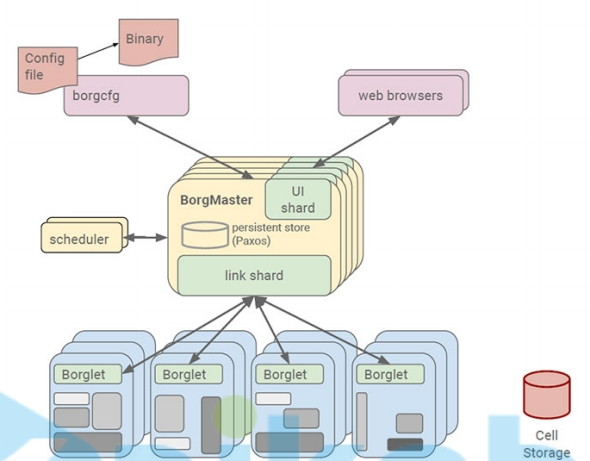 Binary
Config
file
borgcfg
web browsers
BorgMaster
UI
shard
persistent store
(Paxos)
scheduler
link shard
Borglet
Borglet
Borglet
Borglet
Cell
Storage